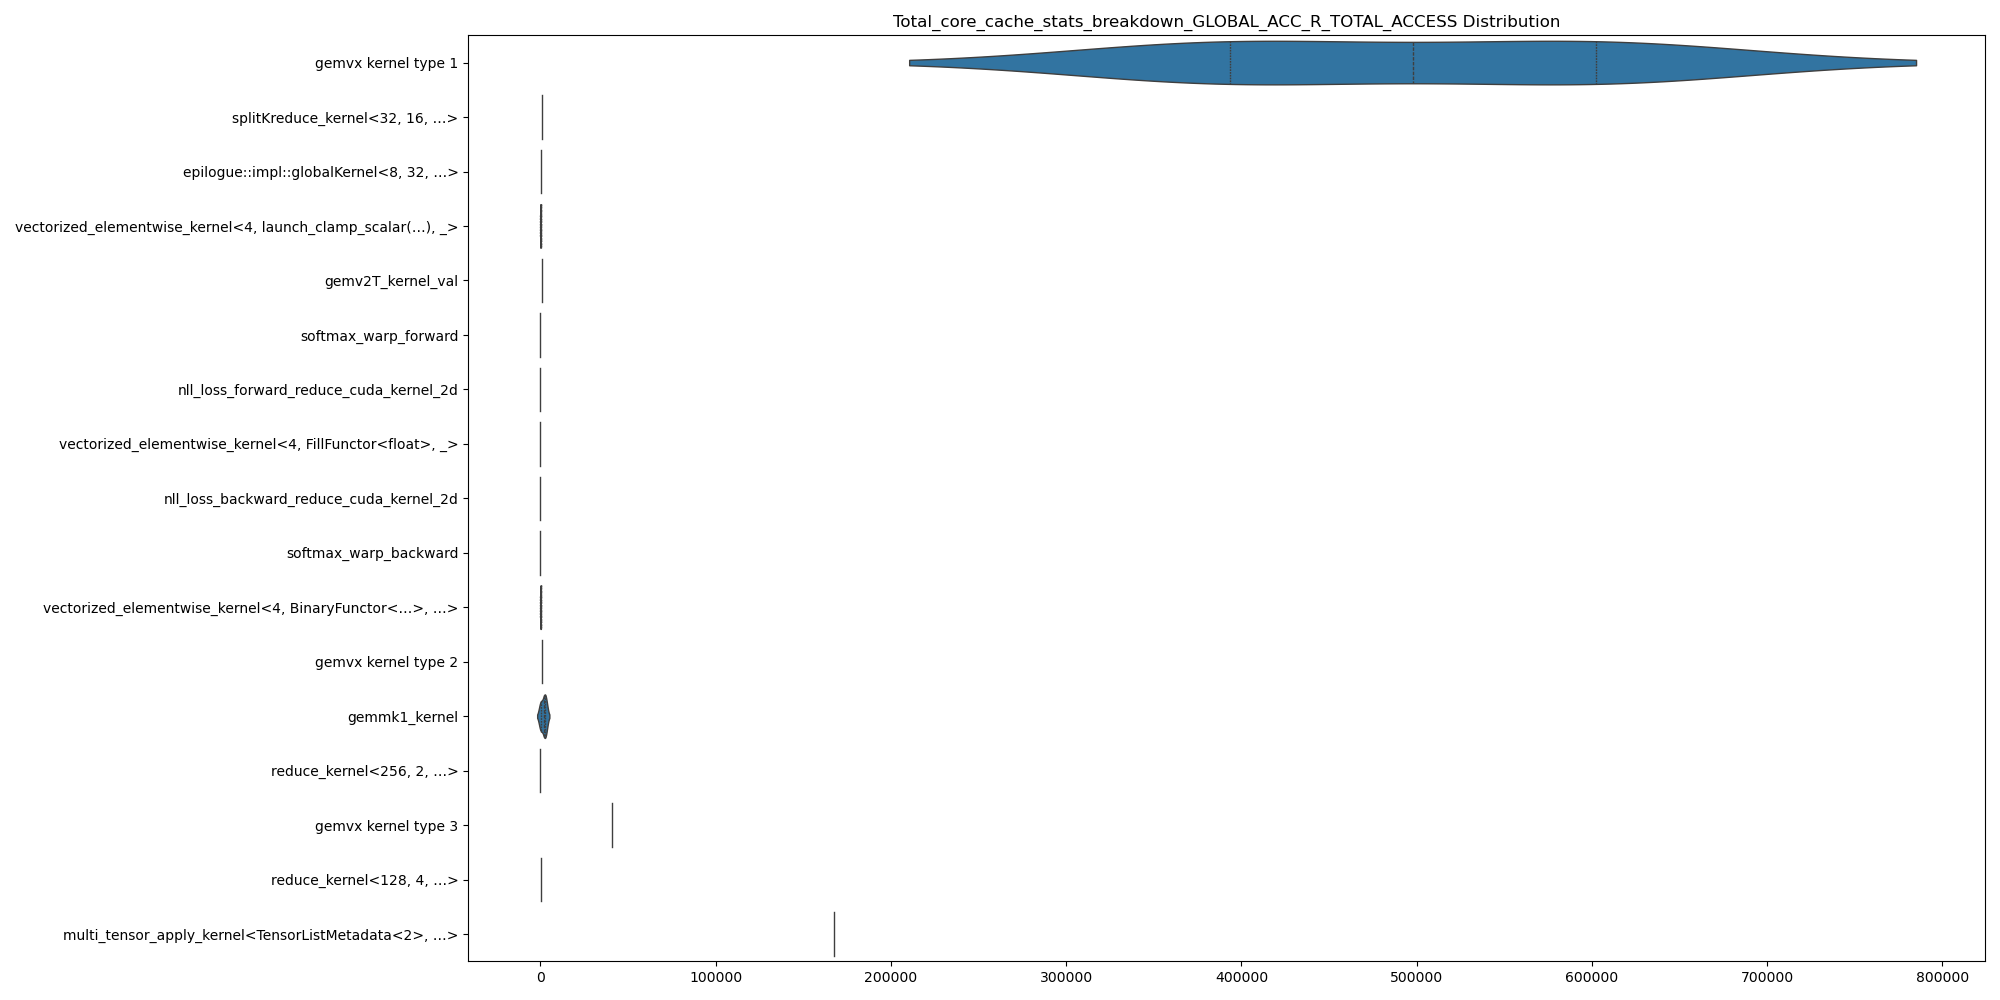 Total_core_cache_stats_breakdown_GLOBAL_ACC_R_TOTAL_ACCESS Distribution
gemvx kernel type 1
splitKreduce_kernel<32, 16, ...>
epilogue::impl::globalKernel<8, 32, ...>
vectorized_elementwise_kernel<4, launch_clamp_scalar(...), _>
gemv2T_kernel_val
softmax_warp_forward
nll_loss_forward_reduce_cuda_kernel_2d
vectorized_elementwise_kernel<4, FillFunctor<float>, _>
nll_loss_backward_reduce_cuda_kernel_2d
softmax_warp_backward
vectorized_elementwise_kernel<4, BinaryFunctor<...>, ...>
gemvx kernel type 2
gemmk1_kernel
reduce_kernel<256, 2, ...>
gemvx kernel type 3
reduce_kernel<128, 4, ...>
multi_tensor_apply_kernel<TensorListMetadata<2>, ...>
0 100000 200000 300000 400000 500000 600000 700000 800000